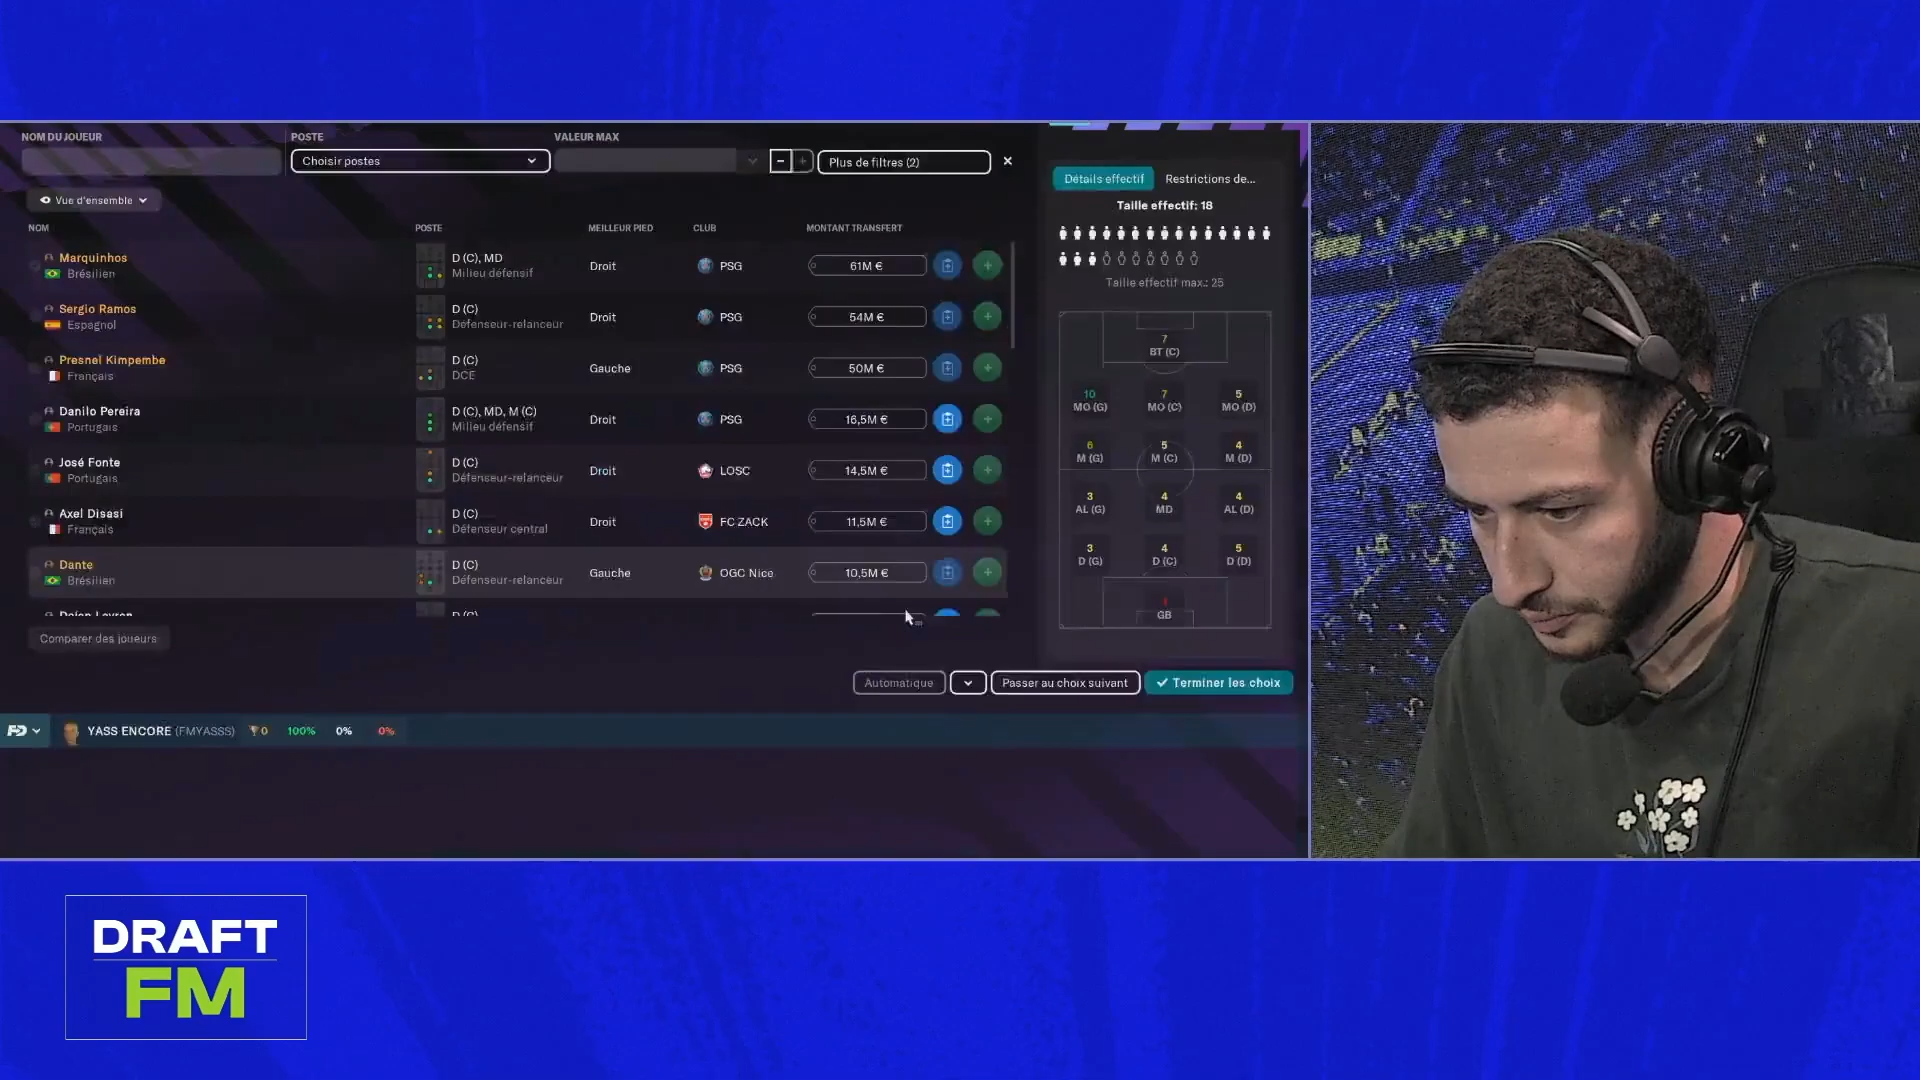 NOM DU JOUEUR
POSTE
VALEUR MAX
Choisir postes
Plus de filtres (2)
Vue d'ensemble
NOM
POSTE
MEILLEUR PIED
CLUB
MONTANT TRANSFERT
Marquinhos
Brésilien
D (C), MD
Milieu défensif
Droit
PSG
61M €
Sergio Ramos
Espagnol
D (C)
Défenseur-relanceur
Droit
PSG
54M €
Presnel Kimpembe
Français
D (C)
DCE
Gauche
PSG
50M €
Danilo Pereira
Portugais
D (C), MD, M (C)
Milieu défensif
Droit
PSG
16,5M €
José Fonte
Portugais
D (C)
Défenseur-relanceur
Droit
LOSC
14,5M €
Axel Disasi
Français
D (C)
Défenseur central
Droit
FC ZACK
11,5M €
Dante
Brésilien
D (C)
Défenseur-relanceur
Gauche
OGC Nice
10,5M €
D (C)
Comparer des joueurs
Détails effectif
Restrictions de...
Taille effectif: 18
Taille effectif max.: 25
7
BT (C)
10
MO (G)
7
MO (C)
5
MO (D)
6
M (G)
5
M (C)
4
M (D)
3
AL (G)
4
MD
4
AL (D)
3
D (G)
4
D (C)
5
D (D)
GB
Automatique
Passer au choix suivant
Terminer les choix
FD
YASS ENCORE (FMYASSS)
0
100%
0%
0%
DRAFT
FM